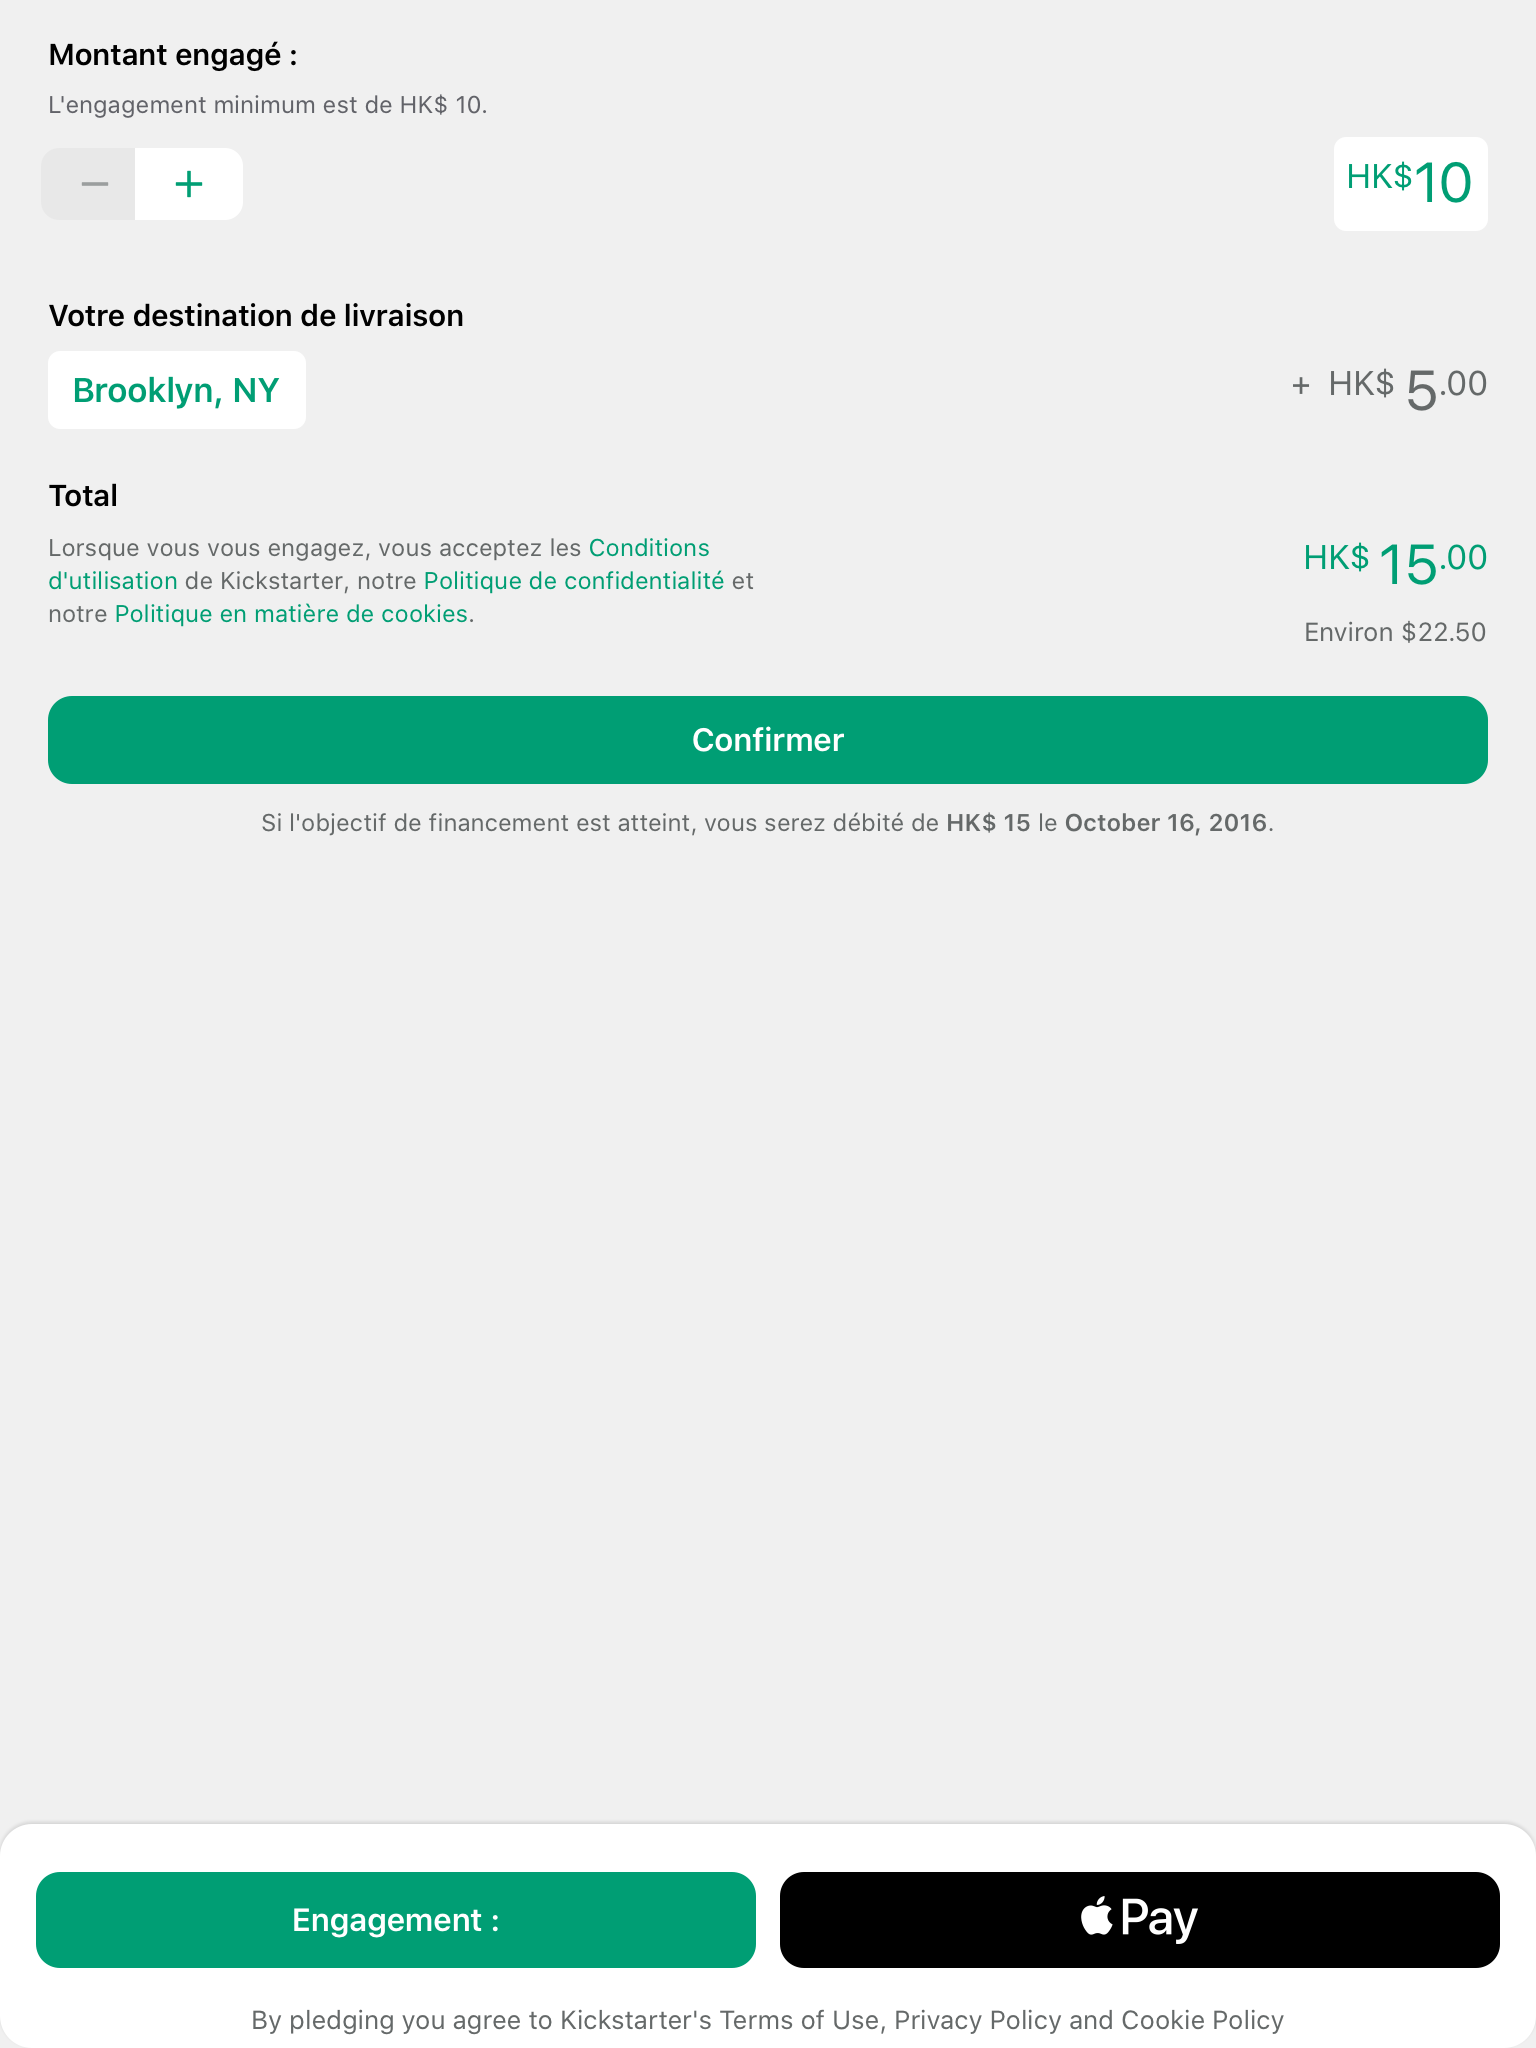 Montant engagé :
L'engagement minimum est de HK$ 10.
HK$10
Votre destination de livraison
Brooklyn, NY
+ HK$ 5.00
Total
Lorsque vous vous engagez, vous acceptez les Conditions
d'utilisation de Kickstarter, notre Politique de confidentialité et
notre Politique en matière de cookies.
HK$ 15.00
Environ $22.50
Confirmer
Si l'objectif de financement est atteint, vous serez débité de HK$ 15 le October 16, 2016.
Engagement :
Pay
By pledging you agree to Kickstarter's Terms of Use, Privacy Policy and Cookie Policy